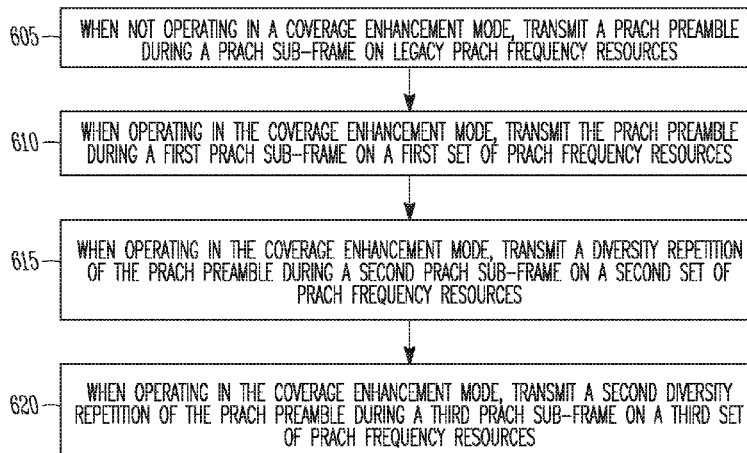 605
WHEN NOT OPERATING IN A COVERAGE ENHANCEMENT MODE, TRANSMIT A PRACH PREAMBLE
DURING A PRACH SUB-FRAME ON LEGACY PRACH FREQUENCY RESOURCES
610
WHEN OPERATING IN THE COVERAGE ENHANCEMENT MODE, TRANSMIT THE PRACH PREAMBLE
DURING A FIRST PRACH SUB-FRAME ON A FIRST SET OF PRACH FREQUENCY RESOURCES
615
WHEN OPERATING IN THE COVERAGE ENHANCEMENT MODE, TRANSMIT A DIVERSITY REPETITION
OF THE PRACH PREAMBLE DURING A SECOND PRACH SUB-FRAME ON A SECOND SET OF
PRACH FREQUENCY RESOURCES
620
WHEN OPERATING IN THE COVERAGE ENHANCEMENT MODE, TRANSMIT A SECOND DIVERSITY
REPETITION OF THE PRACH PREAMBLE DURING A THIRD PRACH SUB-FRAME ON A THIRD SET
OF PRACH FREQUENCY RESOURCES